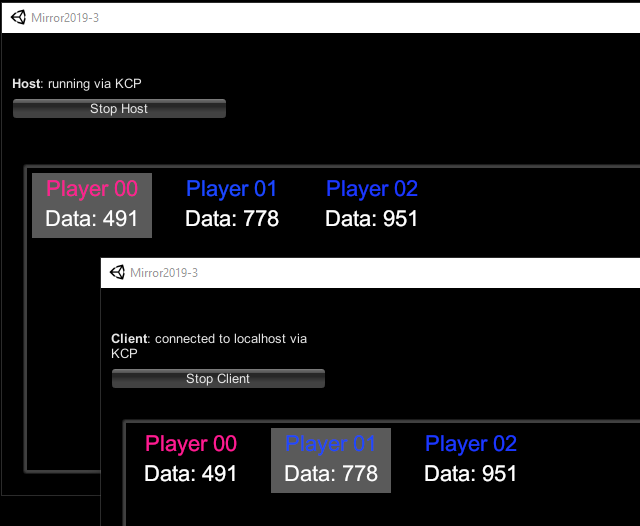 Mirror2019-3
Host: running via KCP
Stop Host
Player 00 Player 01 Player 02
Data: 491 Data: 778 Data: 951
Mirror2019-3
Client: connected to localhost via
KCP
Stop Client
Player 00 Player 01 Player 02
Data: 491 Data: 778 Data: 951